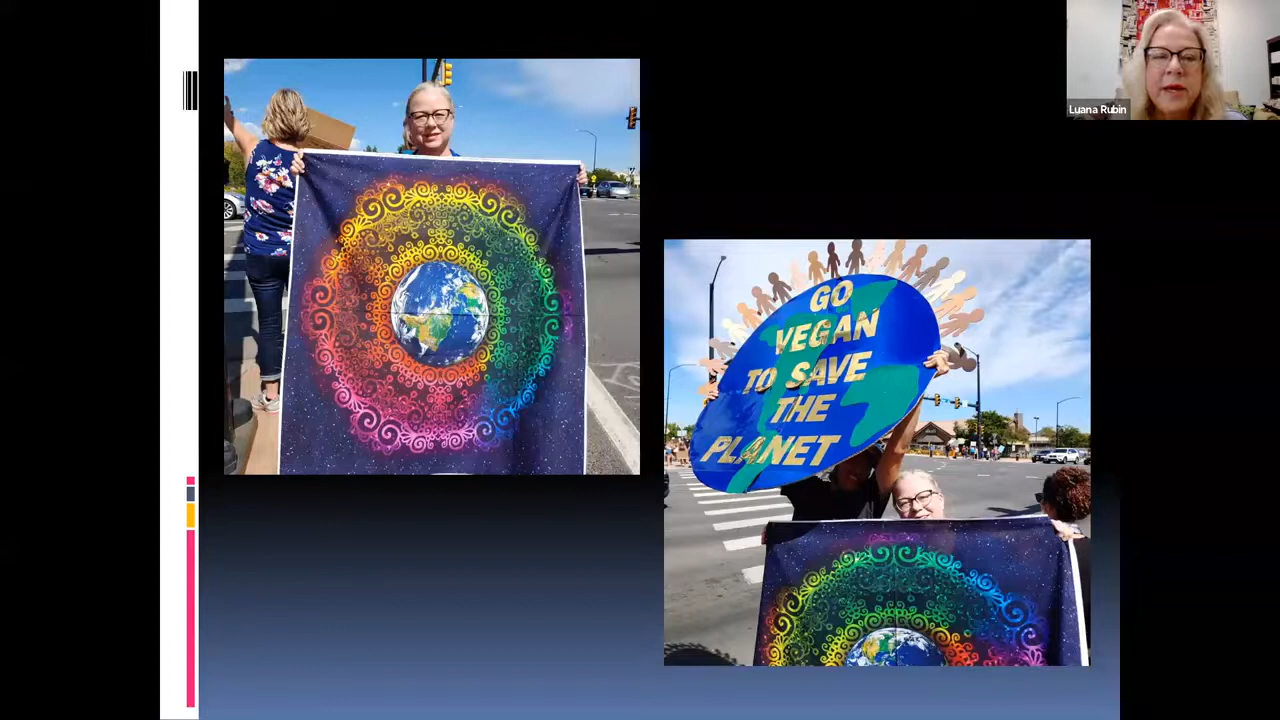 Luana Rubin
GO
VEGAN
TO SAVE
THE
PLANET